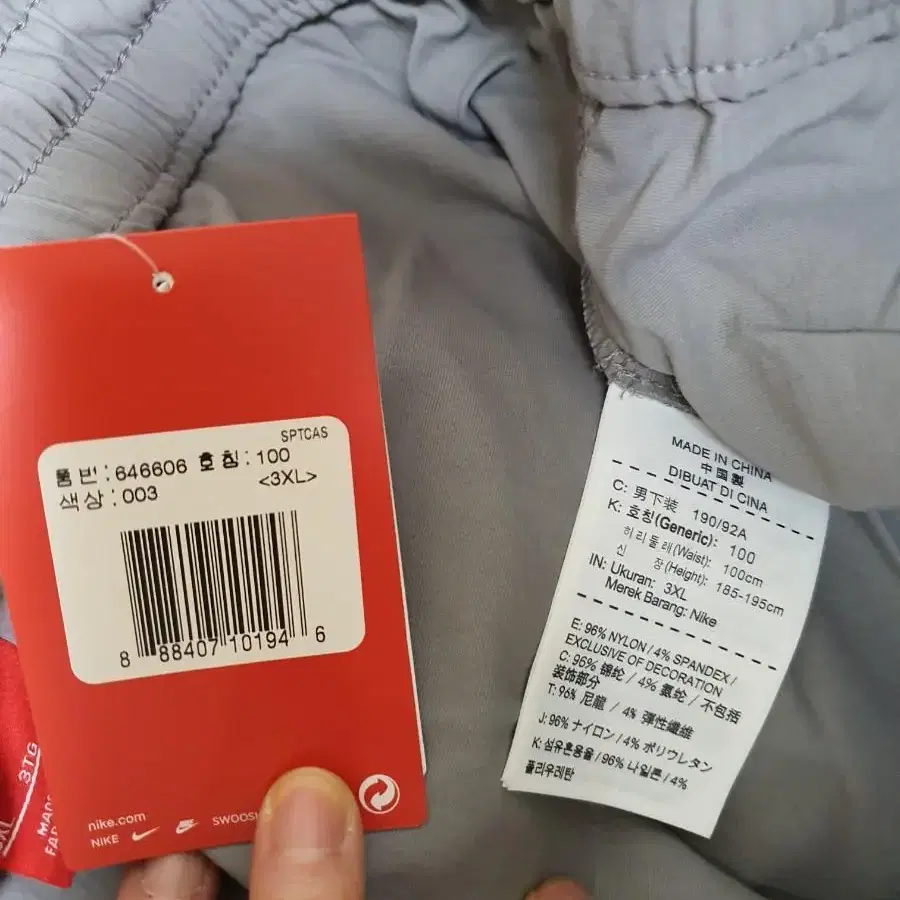 SPTCAS
품번 : 646606 호칭 : 100
색상 : 003 <3XL>
8 88407 10194 6
nike.com
NIKE SWOOSH
3TG
MADE IN CHINA
中国製
DIBUAT DI CINA
C: 男下装 190/92A
K: 호칭(Generic): 100
허리둘레(Waist): 100cm
신 장(Height): 185-195cm
IN: Ukuran: 3XL
Merek Barang: Nike
E: 96% NYLON / 4% SPANDEX /
EXCLUSIVE OF DECORATION
C: 96% 锦纶 / 4% 氨纶 / 不包括
装饰部分
T: 96% 尼龍 / 4% 彈性纖維
J: 96% ナイロン / 4% ポリウレタン
K: 섬유혼용율 / 96% 나일론 / 4%
폴리우레탄